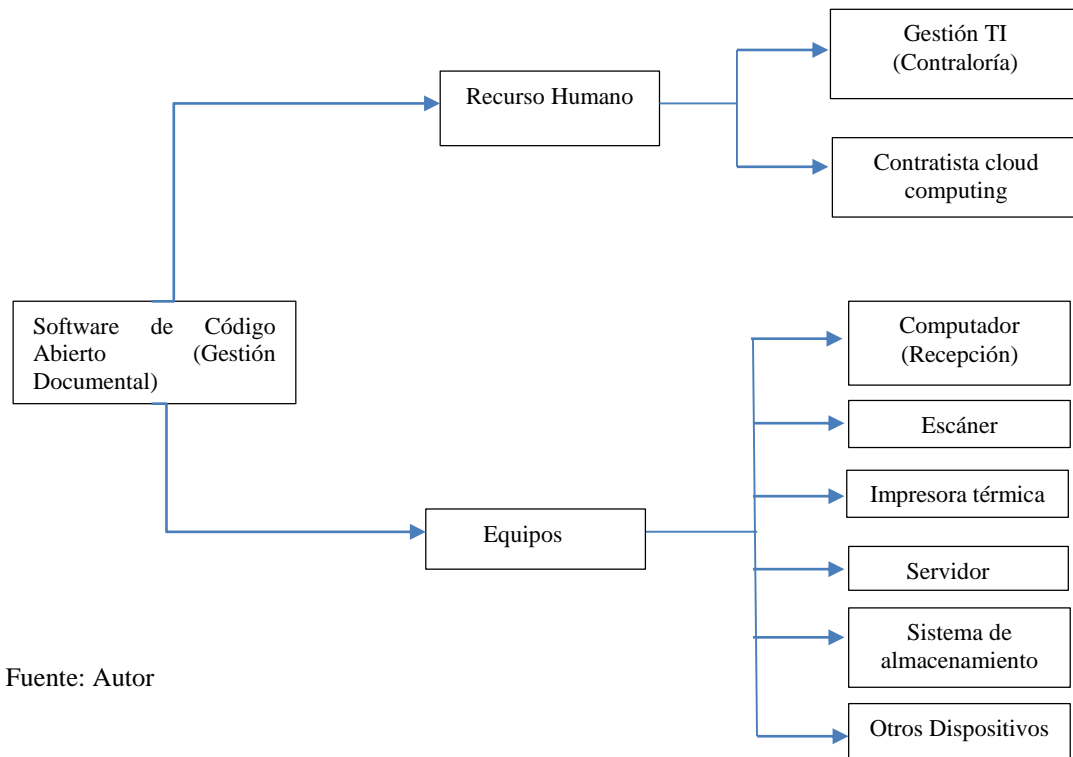 Gestión TI
(Contraloría)
Recurso Humano
Contratista cloud
computing
Software de Código
Abierto (Gestión
Documental)
Computador
(Recepción)
Escáner
Impresora térmica
Equipos
Servidor
Sistema de
almacenamiento
Fuente: Autor
Otros Dispositivos